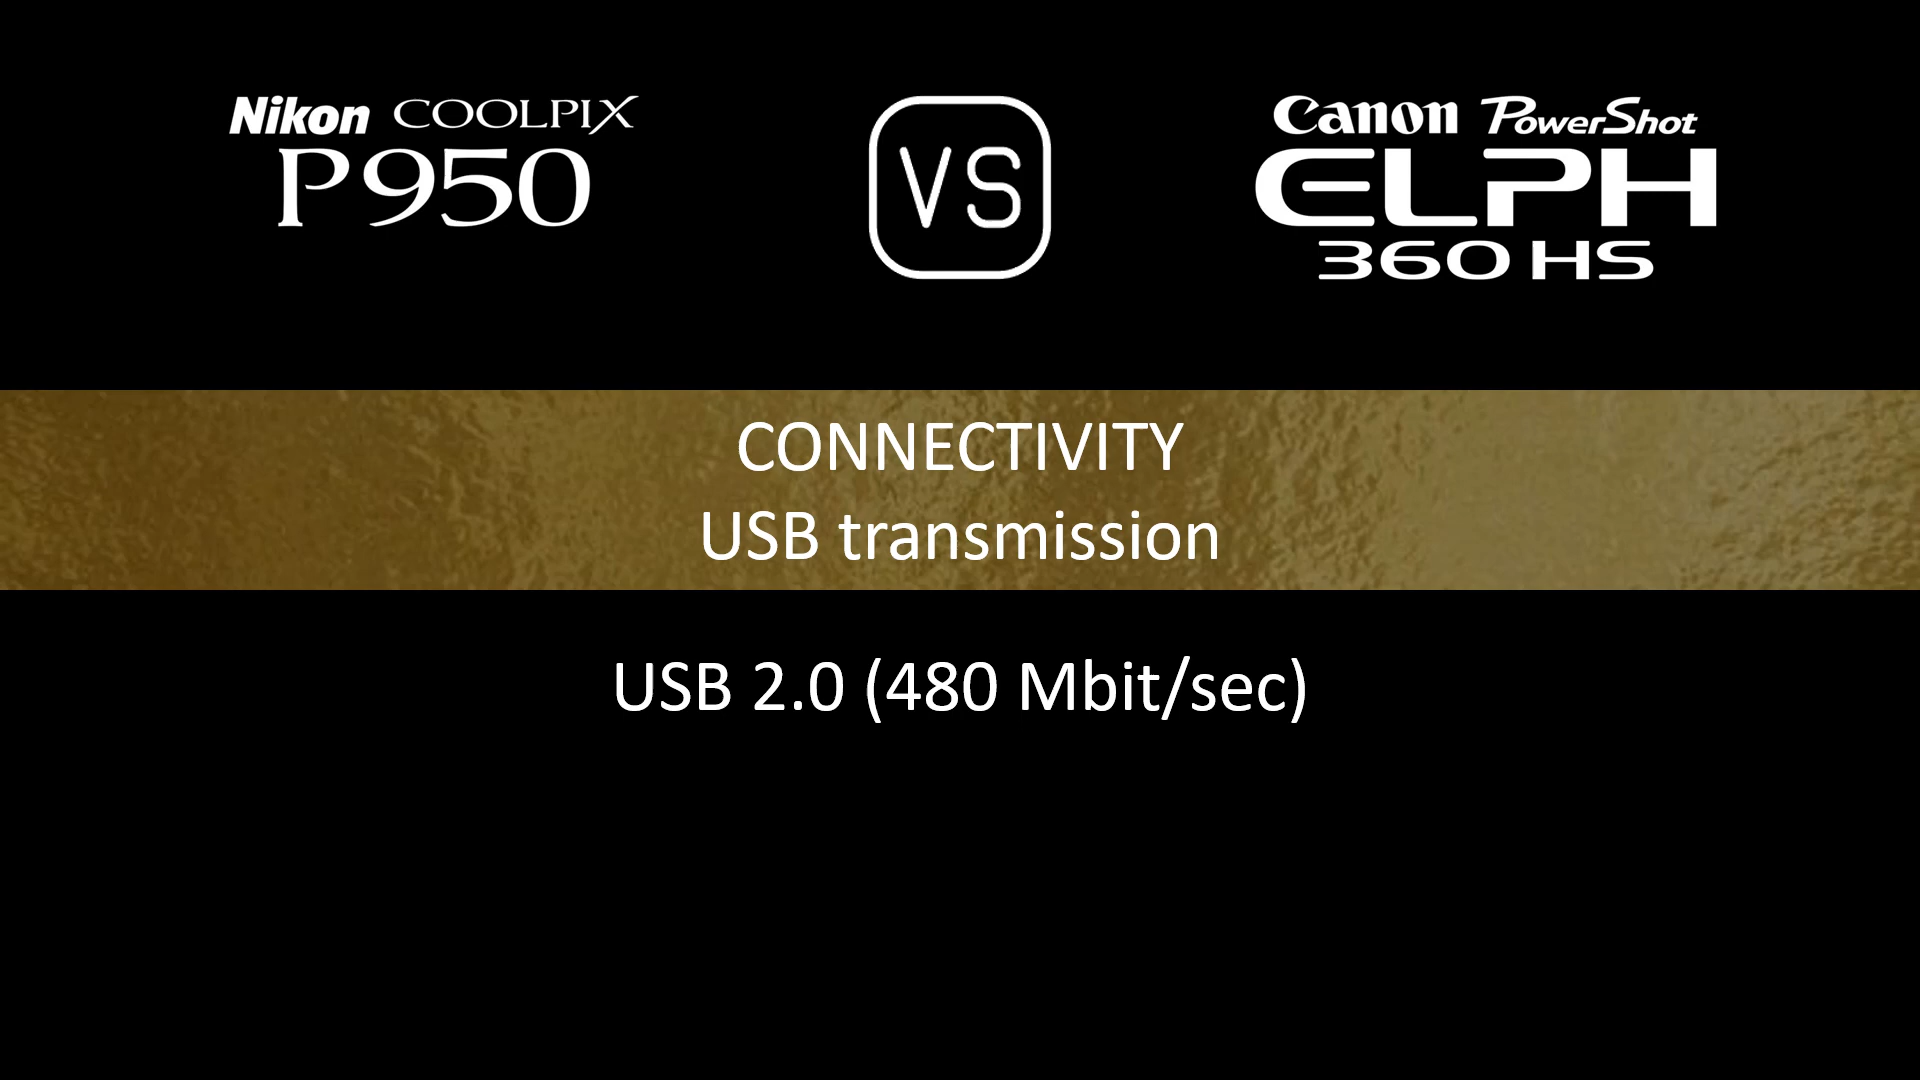 Nikon COOLPIX
P950
VS
Canon PowerShot
ELPH
360 HS
CONNECTIVITY
USB transmission
USB 2.0 (480 Mbit/sec)